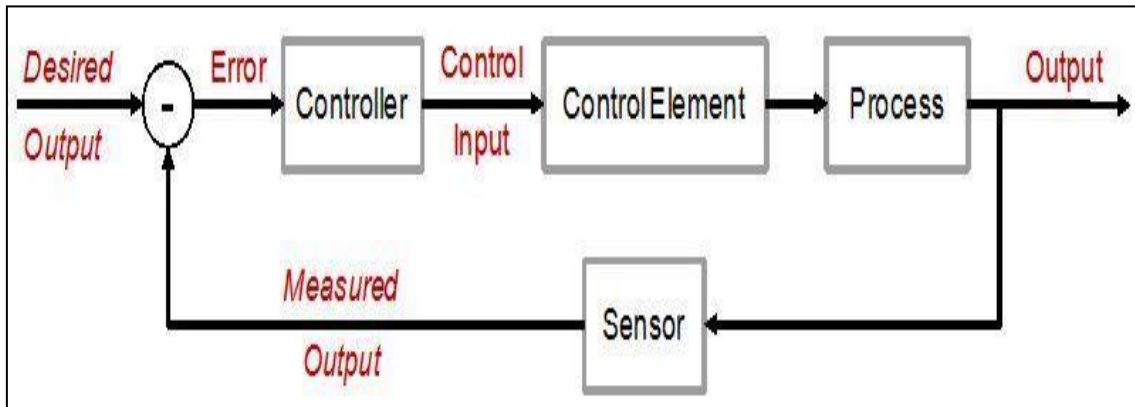 Desired
Output
-
Error
Controller
Control
Input
Control Element
Process
Output
Measured
Output
Sensor